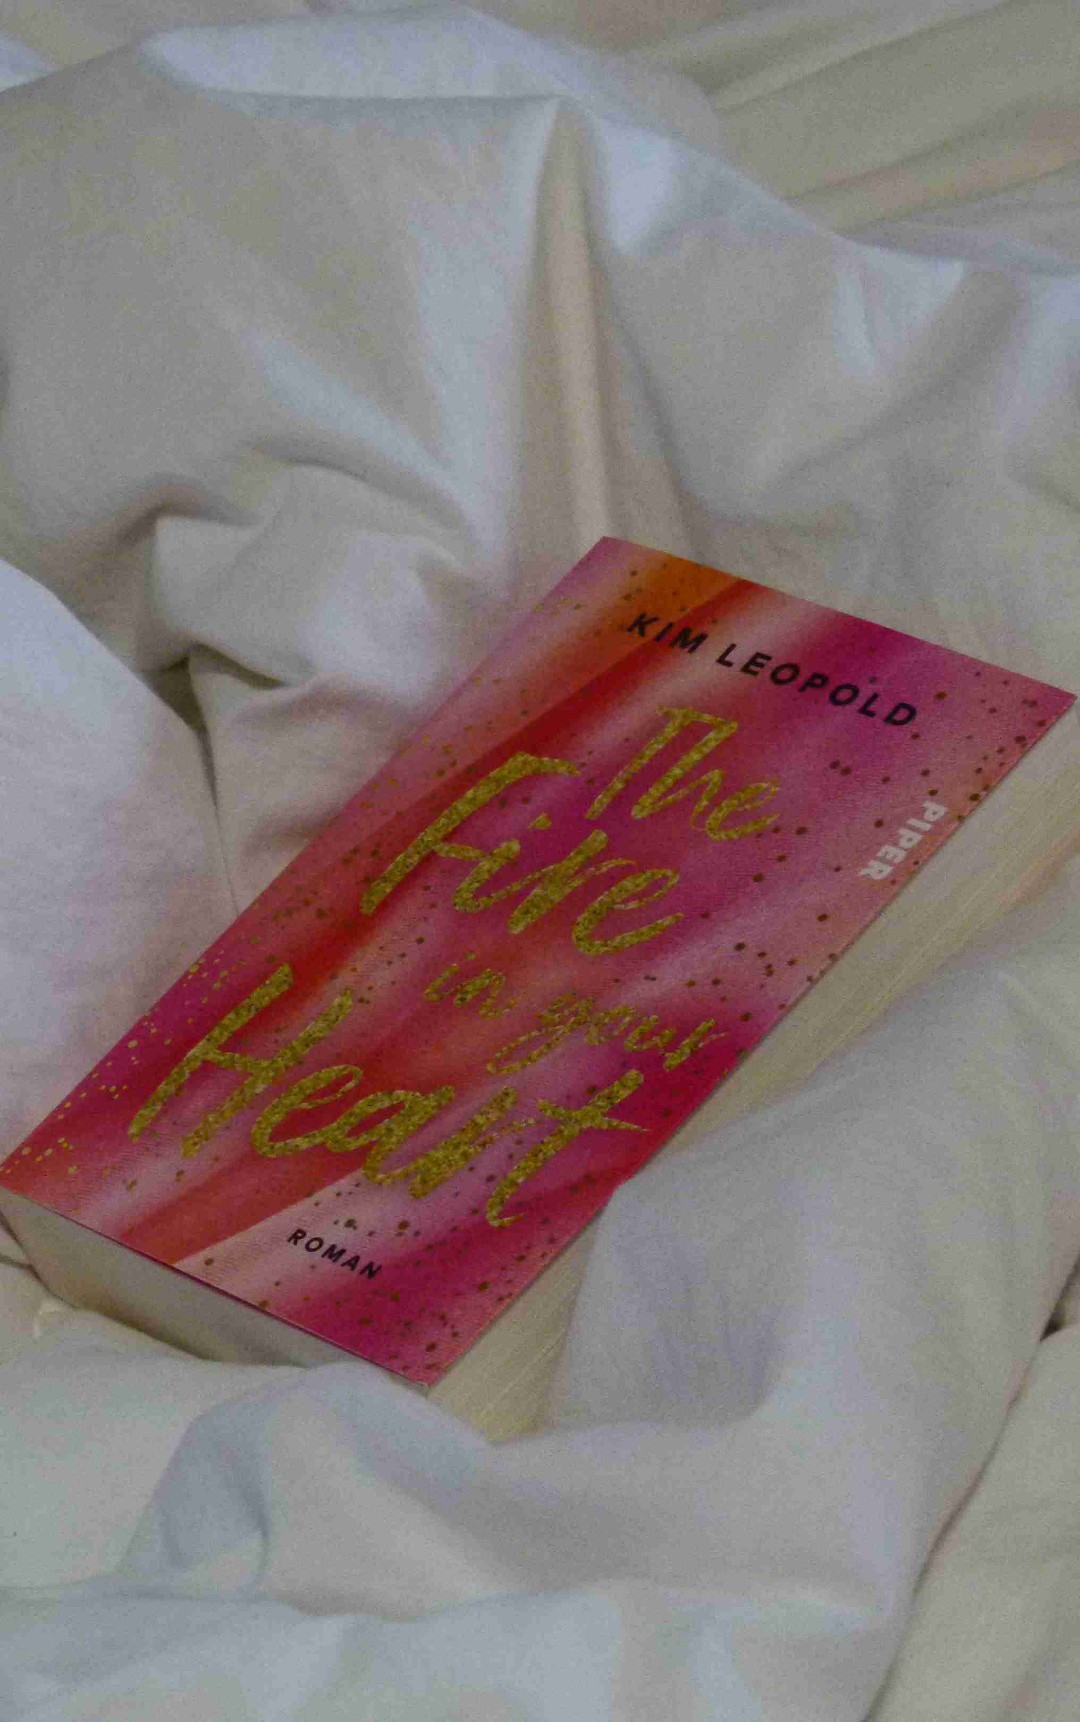 KIM LEOPOLD
The
Fire
in your
Heart
PIPER
ROMAN